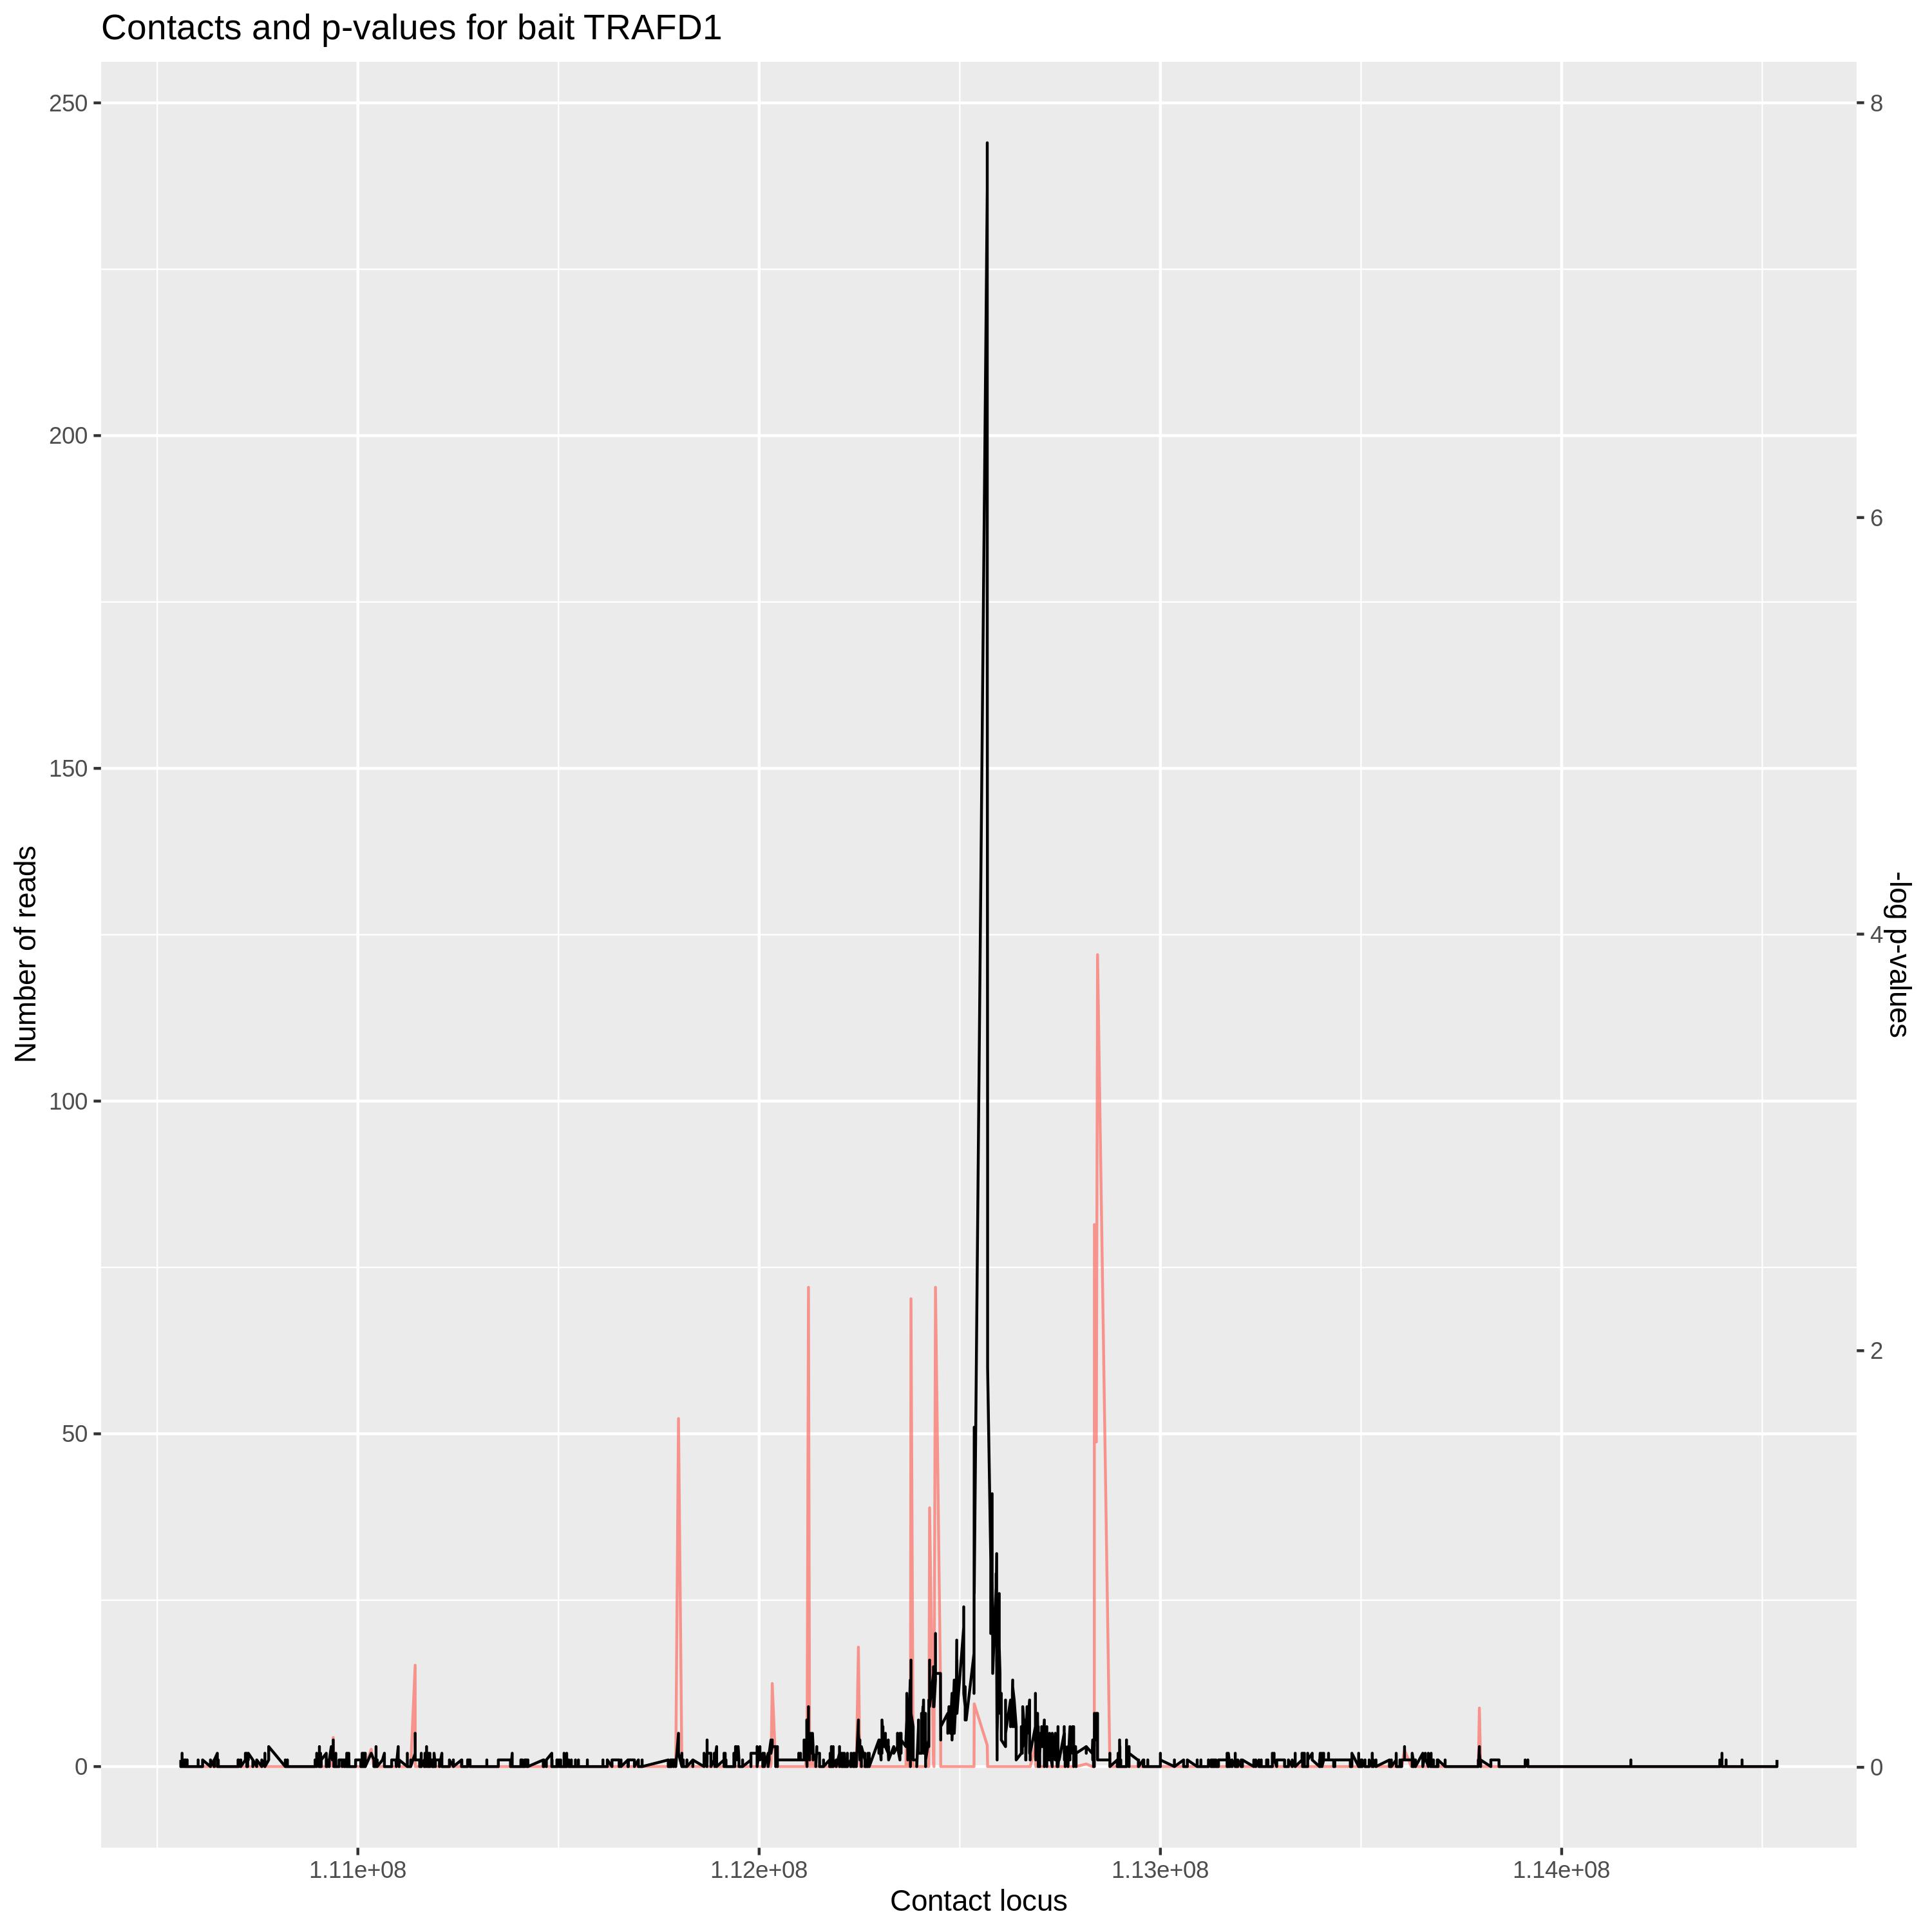 Contacts and p-values for bait TRAFD1
250
200
150
100
50
0
Number of reads
8
6
4
2
0
-log p-values
1.11e+08
1.12e+08
1.13e+08
1.14e+08
Contact locus